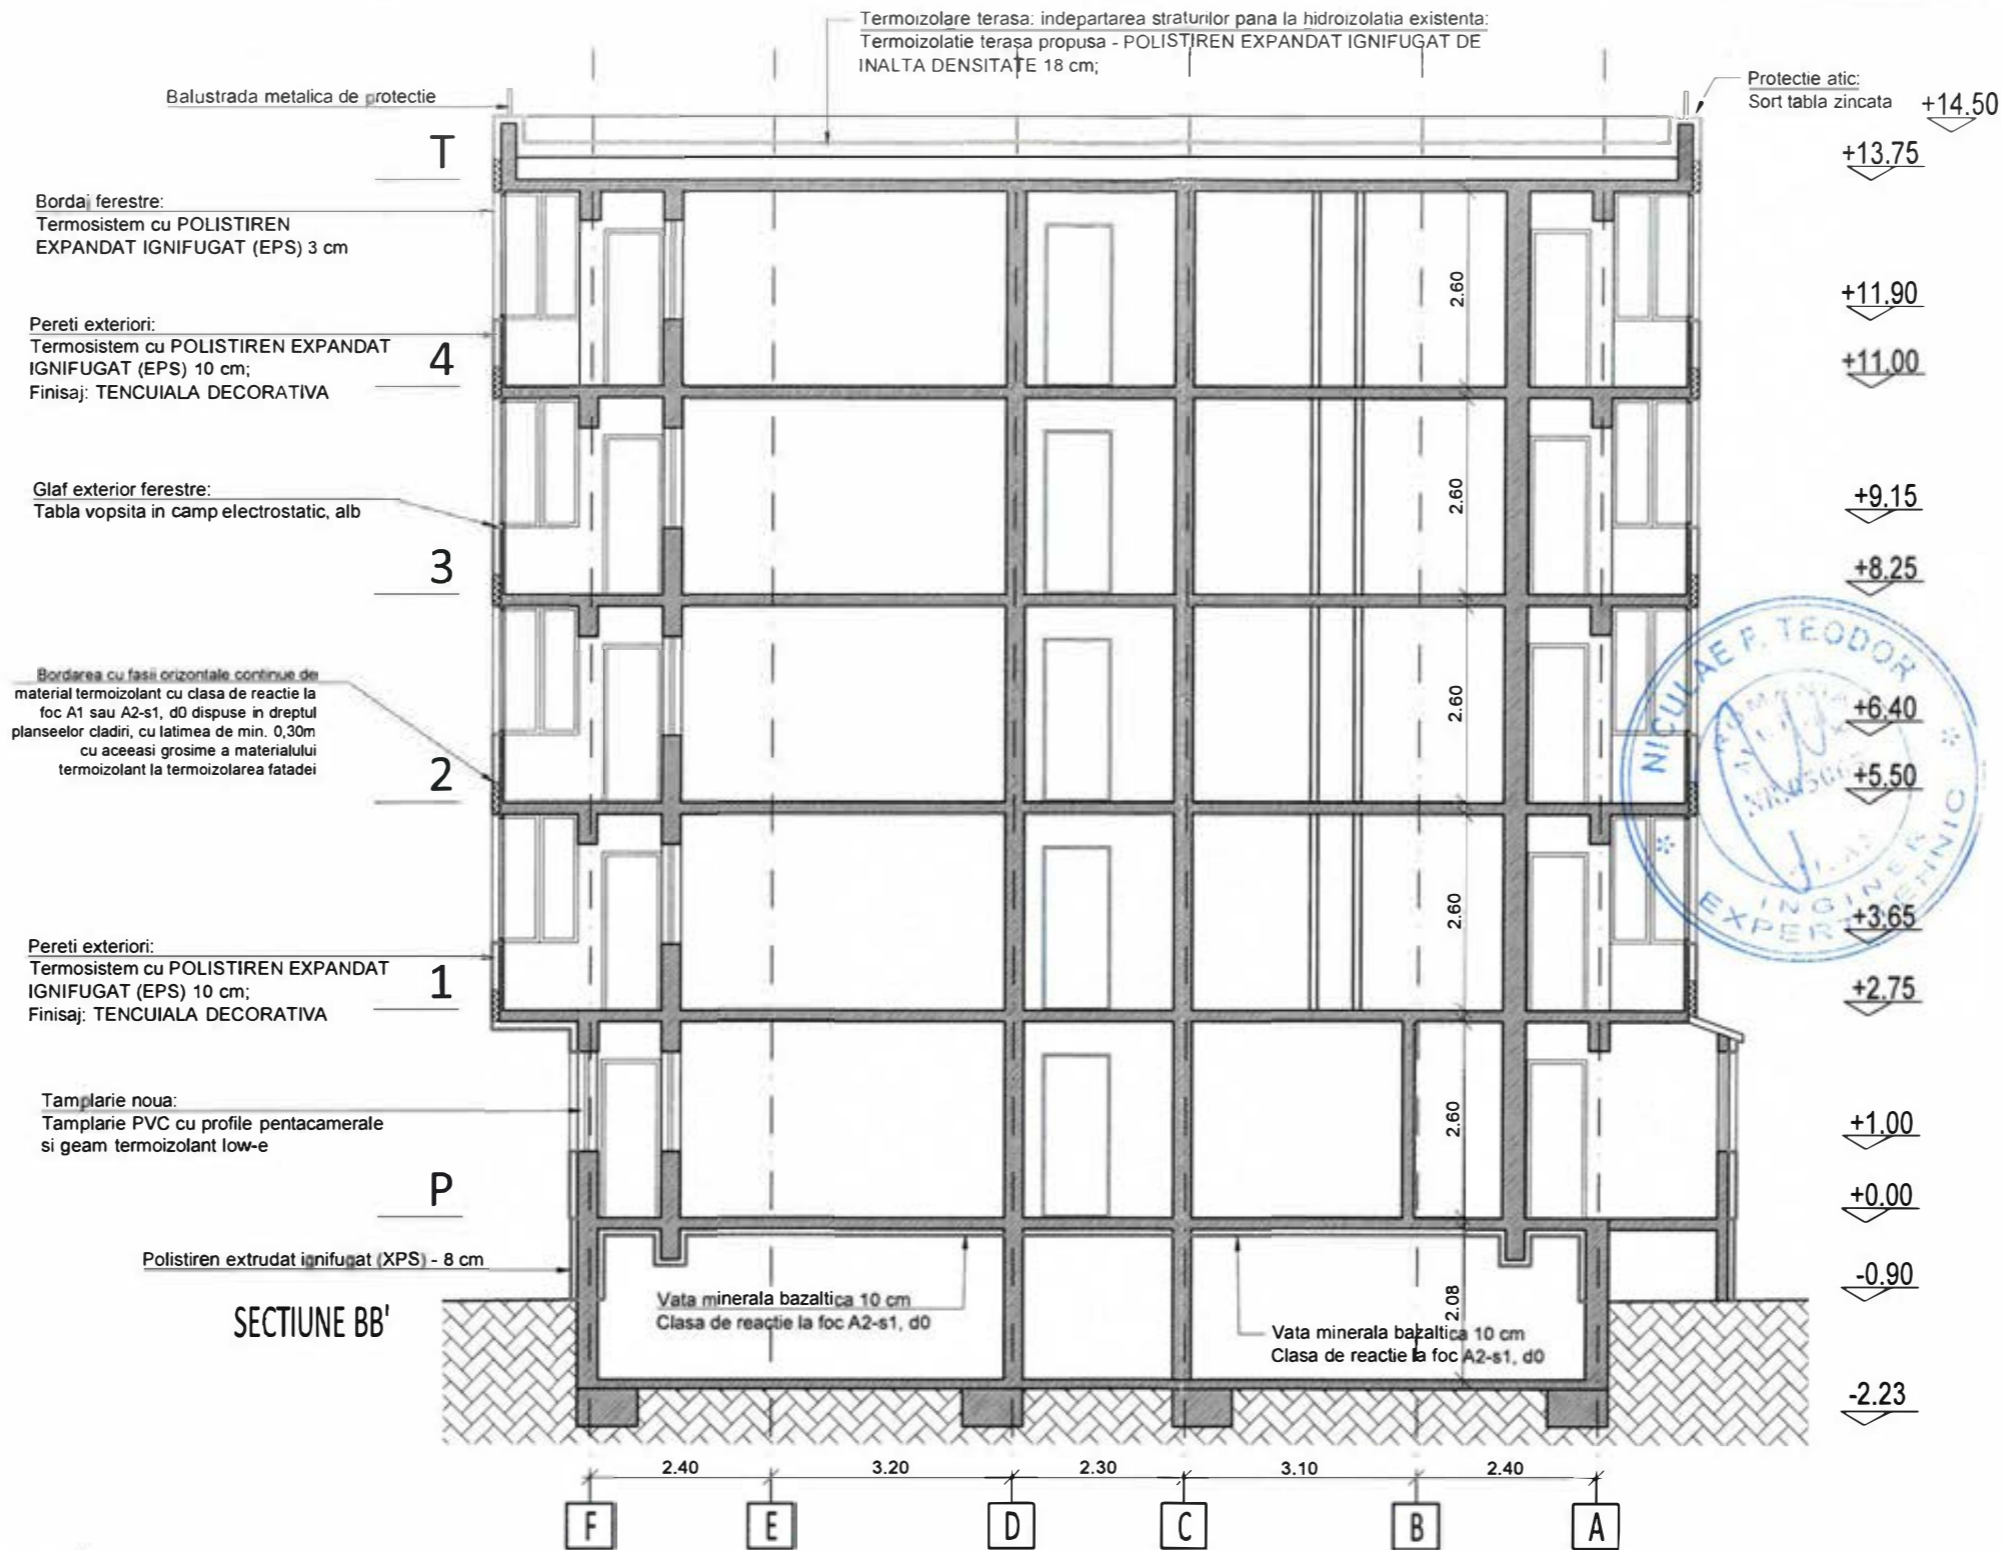 Termoizolare terasa: indepartarea straturilor pana la hidroizolatia existenta:
Termoizolatie terasa propusa - POLISTIREN EXPANDAT IGNIFUGAT DE
INALTA DENSITATE 18 cm;
Balustrada metalica de protectie
Protectie atic:
Sort tabla zincata
+14.50
T
+13.75
Bordaj ferestre:
Termosistem cu POLISTIREN
EXPANDAT IGNIFUGAT (EPS) 3 cm
2.60
+11.90
Pereti exteriori:
Termosistem cu POLISTIREN EXPANDAT
IGNIFUGAT (EPS) 10 cm;
Finisaj: TENCUIALA DECORATIVA
4
+11.00
Glaf exterior ferestre:
Tabla vopsita in camp electrostatic, alb
2.60
+9.15
3
+8.25
Bordarea cu fasii orizontale continue de
material termoizolant cu clasa de reactie la
foc A1 sau A2-s1, d0 dispuse in dreptul
planseelor cladiri, cu latimea de min. 0,30m
cu aceeasi grosime a materialului
termoizolant la termoizolarea fatadei
2.60
+6.40
2
+5.50
NICULAE P. TEODOR
INGINER
EXPERT TEHNIC
2.60
+3.65
Pereti exteriori:
Termosistem cu POLISTIREN EXPANDAT
IGNIFUGAT (EPS) 10 cm;
Finisaj: TENCUIALA DECORATIVA
1
+2.75
Tamplarie noua:
Tamplarie PVC cu profile pentacamerale
si geam termoizolant low-e
2.60
+1.00
P
+0.00
Polistiren extrudat ignifugat (XPS) - 8 cm
-0.90
SECTIUNE BB'
Vata minerala bazaltica 10 cm
Clasa de reactie la foc A2-s1, d0
2.08
Vata minerala bazaltica 10 cm
Clasa de reactie la foc A2-s1, d0
-2.23
2.40 3.20 2.30 3.10 2.40
F E D C B A